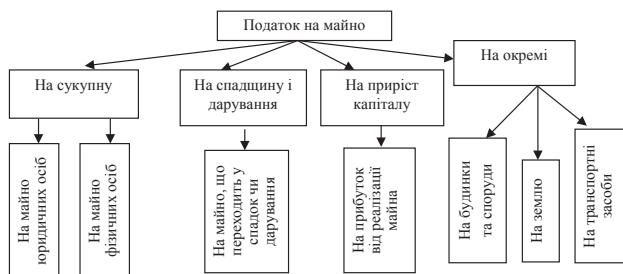 Податок на майно
На сукупну
На спадщину і
дарування
На приріст
капіталу
На окремі
На майно
юридичних осіб
На майно
фізичних осіб
На майно, що
переходить у
спадок чи
дарування
На прибуток
від реалізації
майна
На будинки
та споруди
На землю
На транспортні
засоби